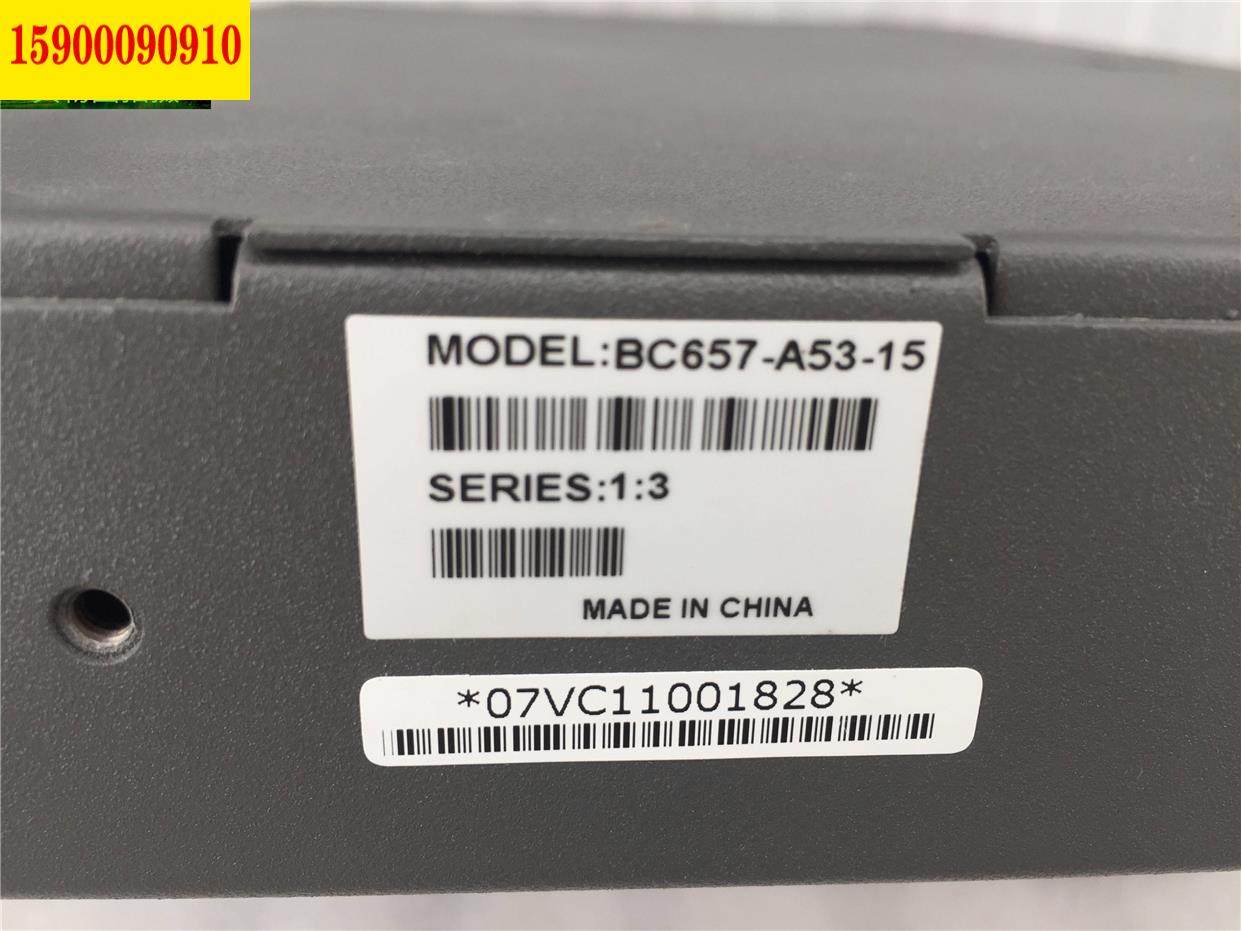 15900090910
MODEL:BC657-A53-15
SERIES:1:3
MADE IN CHINA
*07VC11001828*